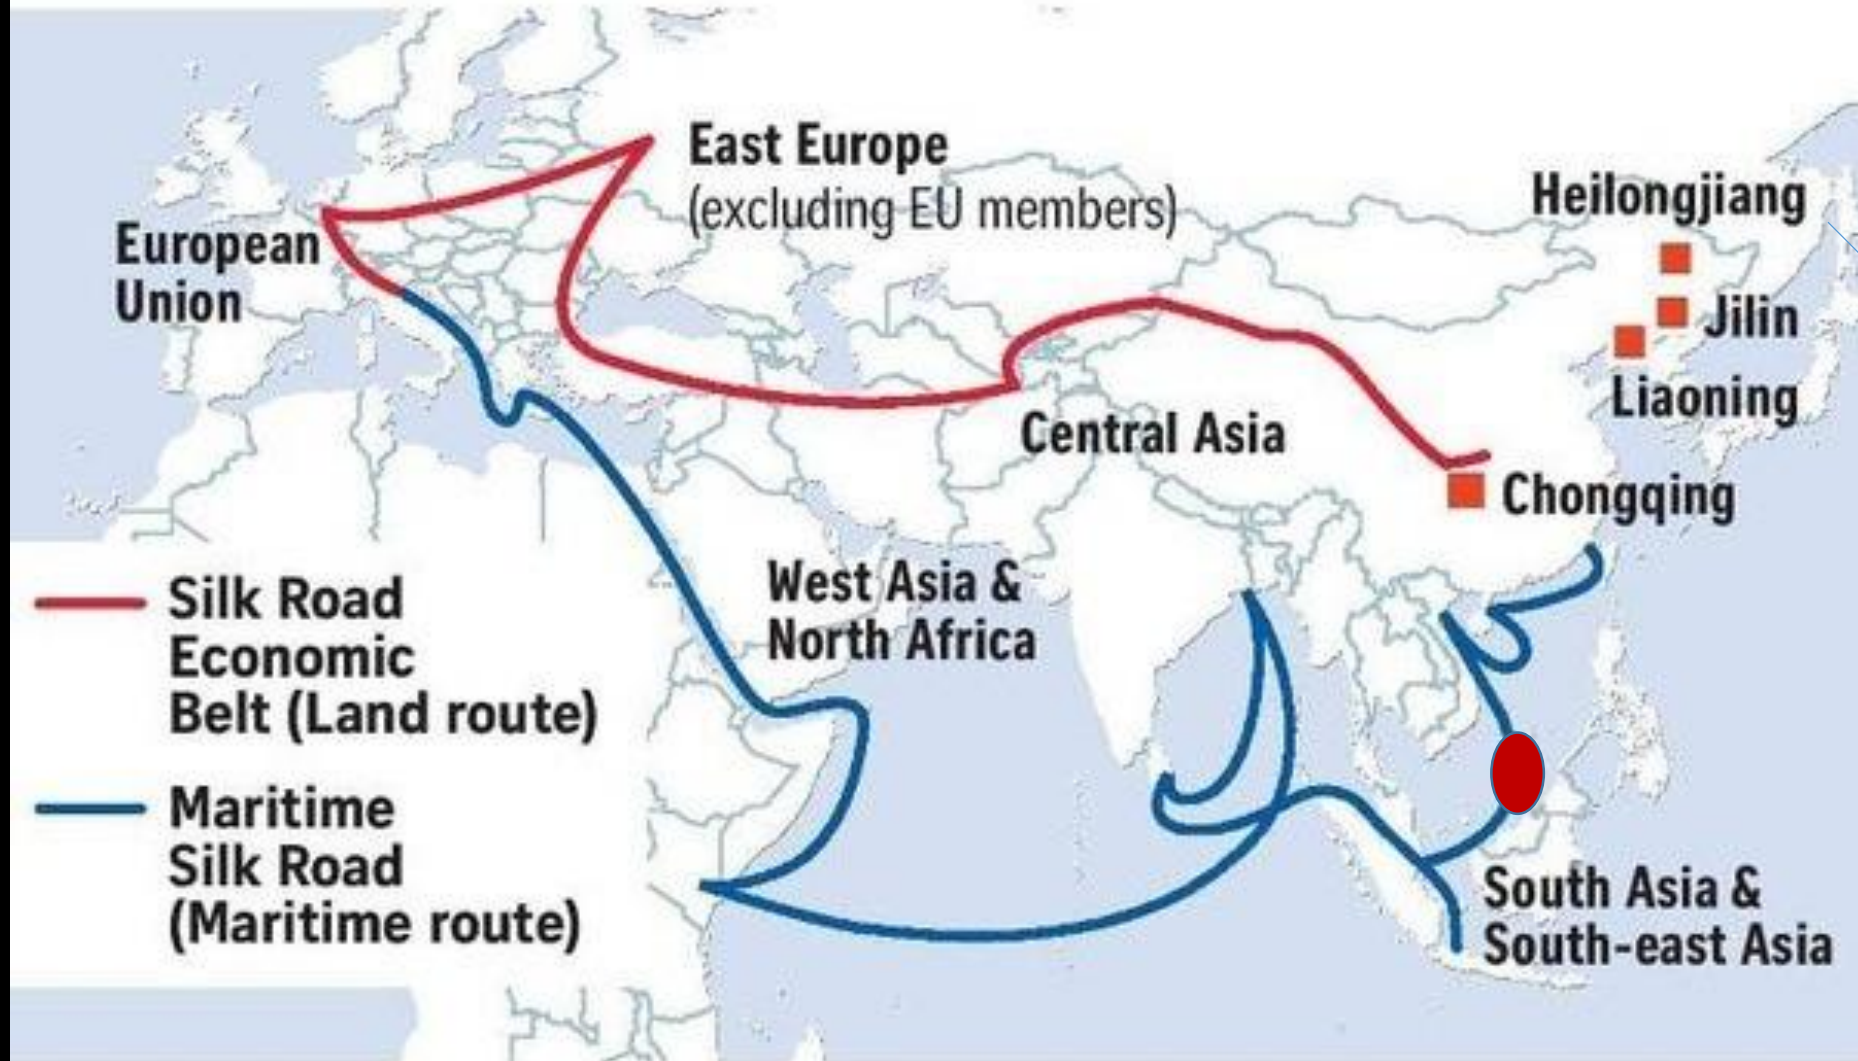 East Europe
(excluding EU members)
Heilongjiang
European
Union
Jilin
Liaoning
Central Asia
Chongqing
West Asia &
North Africa
Silk Road
Economic
Belt (Land route)
Maritime
Silk Road
(Maritime route)
South Asia &
South-east Asia